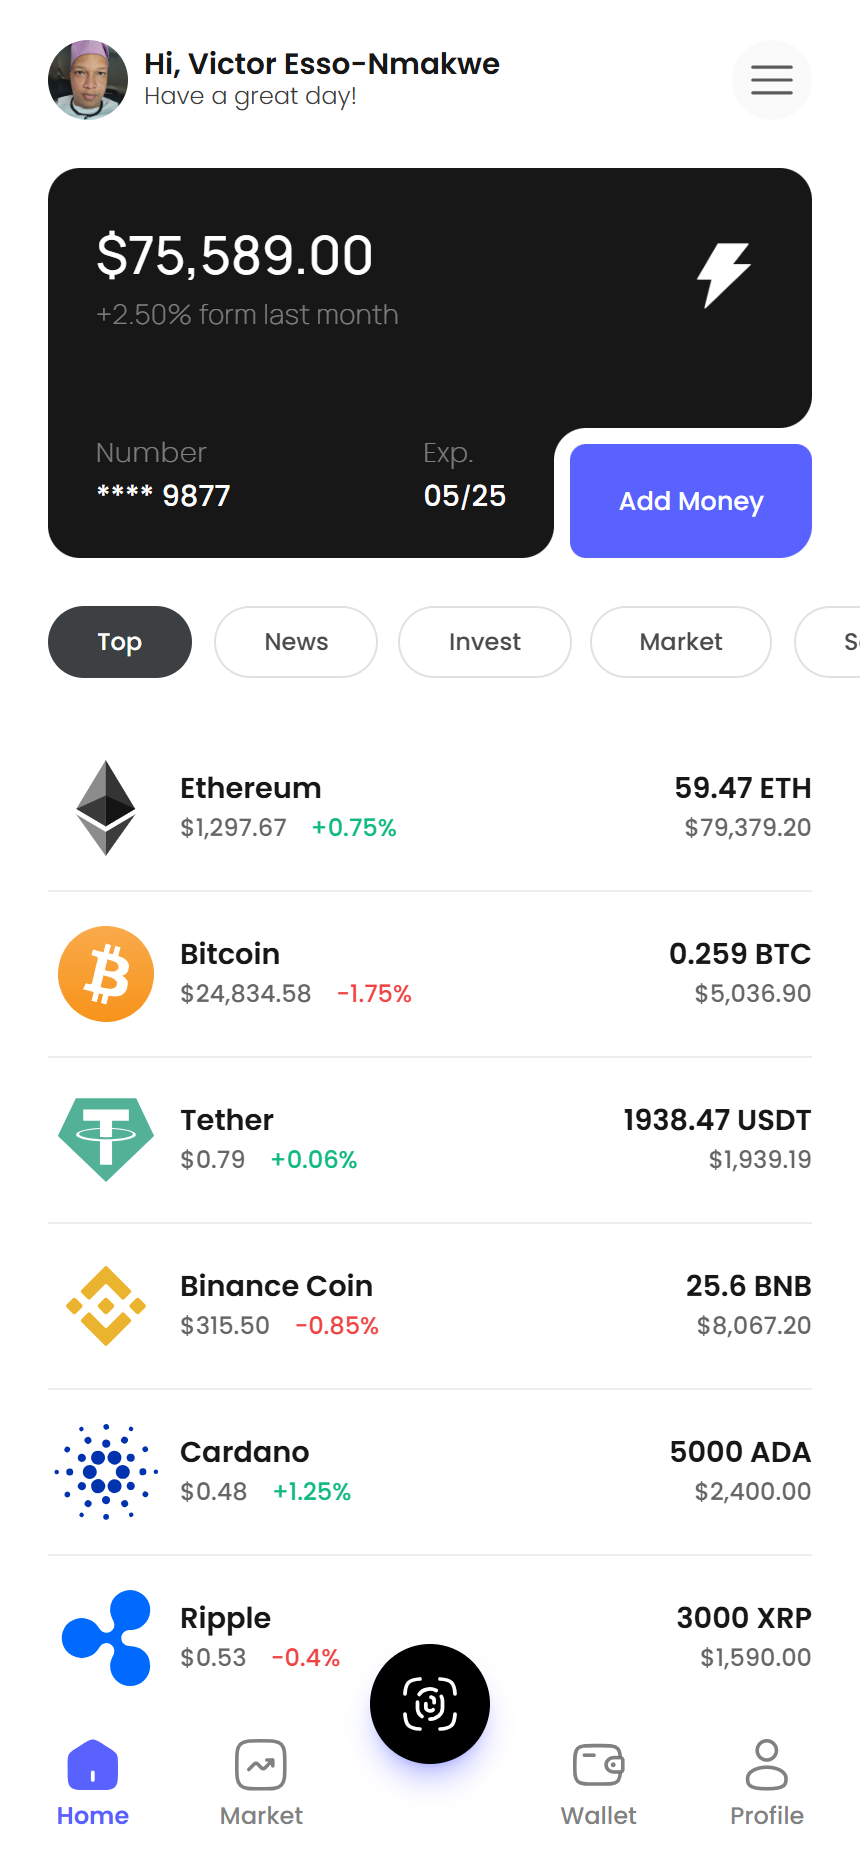 Hi, Victor Esso-Nmakwe
Have a great day!
$75,589.00
+2.50% form last month
Number
Exp.
**** 9877
05/25
Add Money
Top
News
Invest
Market
Ethereum
59.47 ETH
$1,297.67 +0.75%
$79,379.20
Bitcoin
0.259 BTC
$24,834.58 -1.75%
$5,036.90
Tether
1938.47 USDT
$0.79 +0.06%
$1,939.19
Binance Coin
25.6 BNB
$315.50 -0.85%
$8,067.20
Cardano
5000 ADA
$0.48 +1.25%
$2,400.00
Ripple
3000 XRP
$0.53 -0.4%
$1,590.00
Home
Market
Wallet
Profile